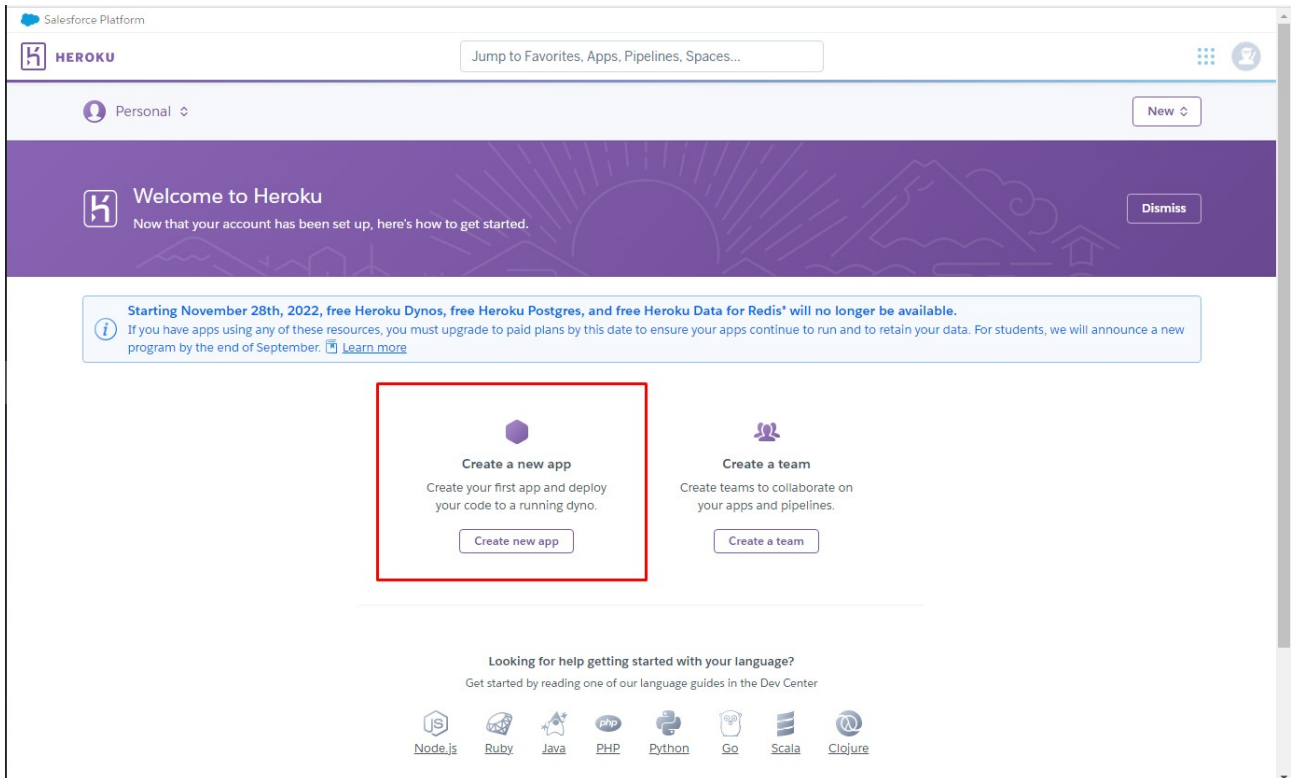 Salesforce Platform
HEROKU
Jump to Favorites, Apps, Pipelines, Spaces...
Personal
New
Welcome to Heroku
Now that your account has been set up, here's how to get started.
Dismiss
Starting November 28th, 2022, free Heroku Dynos, free Heroku Postgres, and free Heroku Data for Redis® will no longer be available.
If you have apps using any of these resources, you must upgrade to paid plans by this date to ensure your apps continue to run and to retain your data. For students, we will announce a new
program by the end of September. Learn more
Create a new app
Create your first app and deploy
your code to a running dyno.
Create new app
Create a team
Create teams to collaborate on
your apps and pipelines.
Create a team
Looking for help getting started with your language?
Get started by reading one of our language guides in the Dev Center
JS
php
Node.js
Ruby
Java
PHP
Python
Go
Scala
Clojure